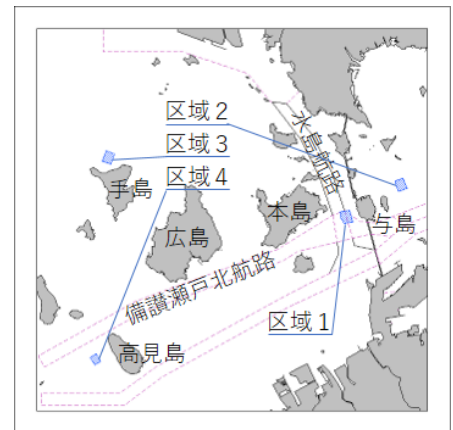 区域２
区域３
区域４
水島航路
手島
本島
与島
広島
備讃瀬戸北航路
区域１
高見島